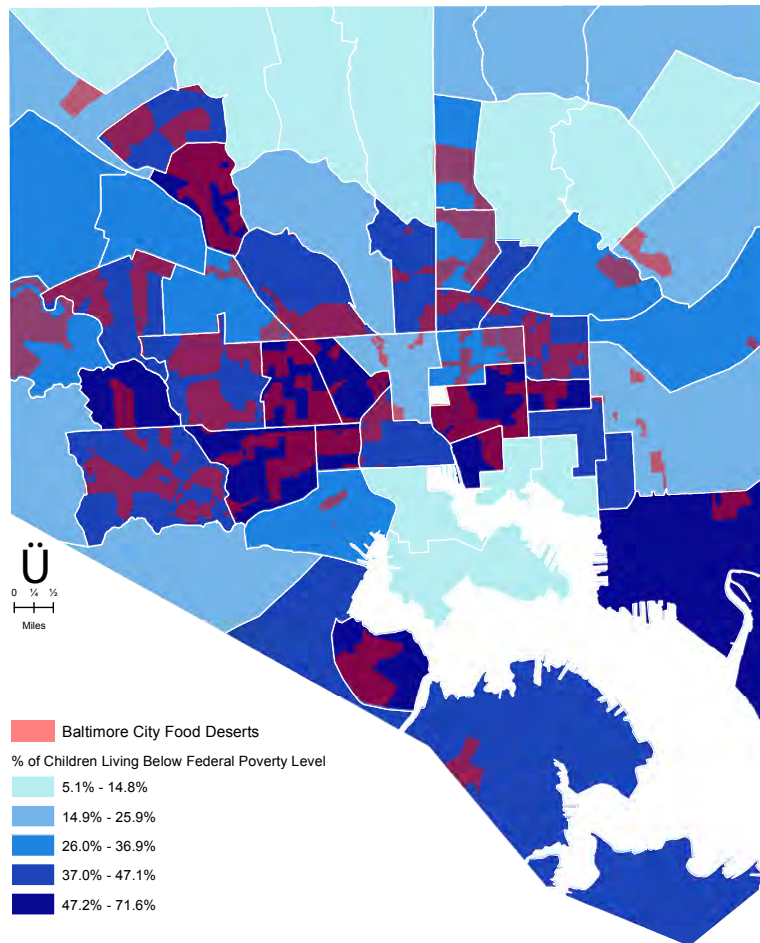 Ü
0 ¼ ½
Miles
Baltimore City Food Deserts
% of Children Living Below Federal Poverty Level
5.1% - 14.8%
14.9% - 25.9%
26.0% - 36.9%
37.0% - 47.1%
47.2% - 71.6%